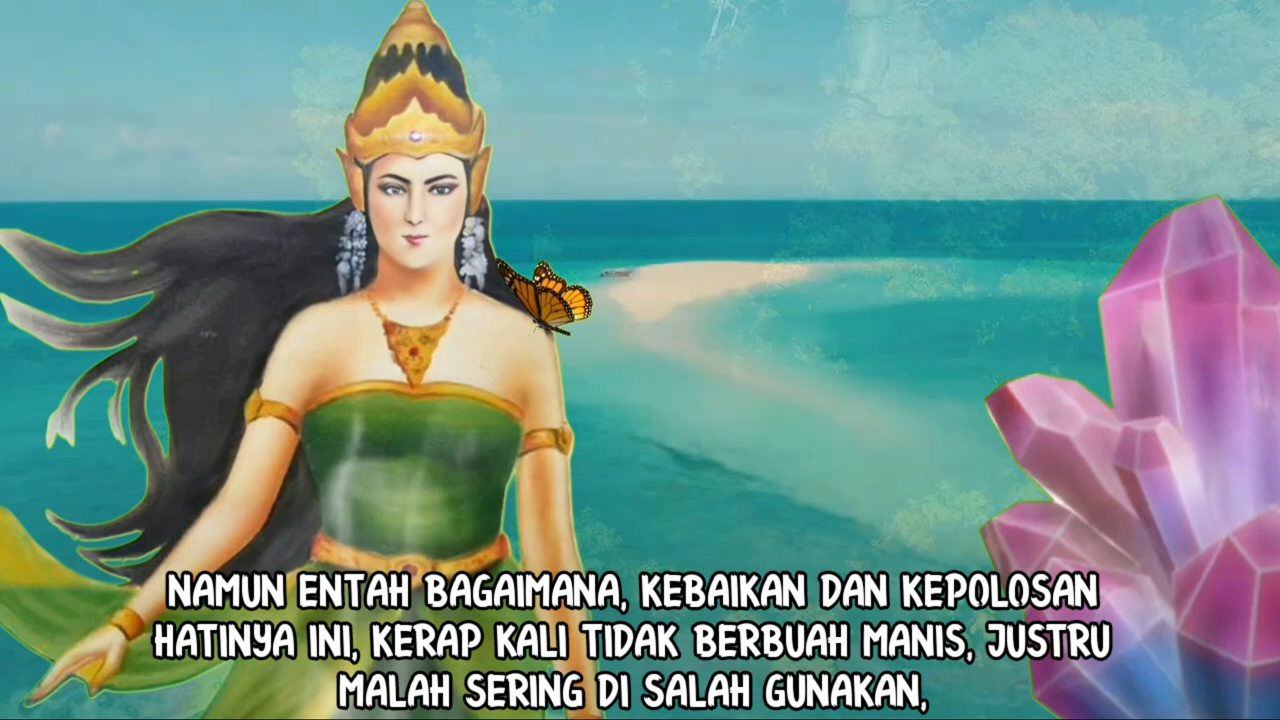 NAMUN ENTAH BAGAIMANA, KEBAIKAN DAN KEPOLOSAN
HATINYA INI, KERAP KALI TIDAK BERBUAH MANIS, JUSTRU
MALAH SERING DI SALAH GUNAKAN,